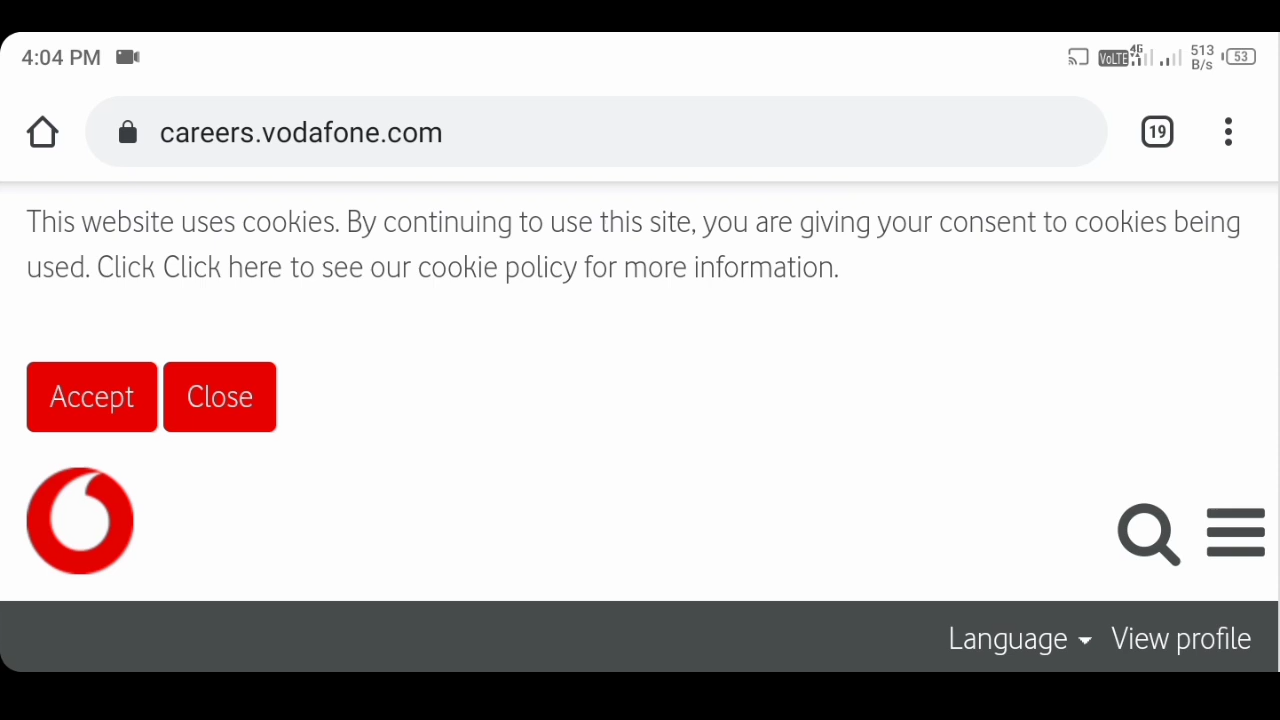 4:04 PM VoLTE 4G 513 B/s 53
careers.vodafone.com 19
This website uses cookies. By continuing to use this site, you are giving your consent to cookies being
used. Click Click here to see our cookie policy for more information.
Accept Close
Language View profile